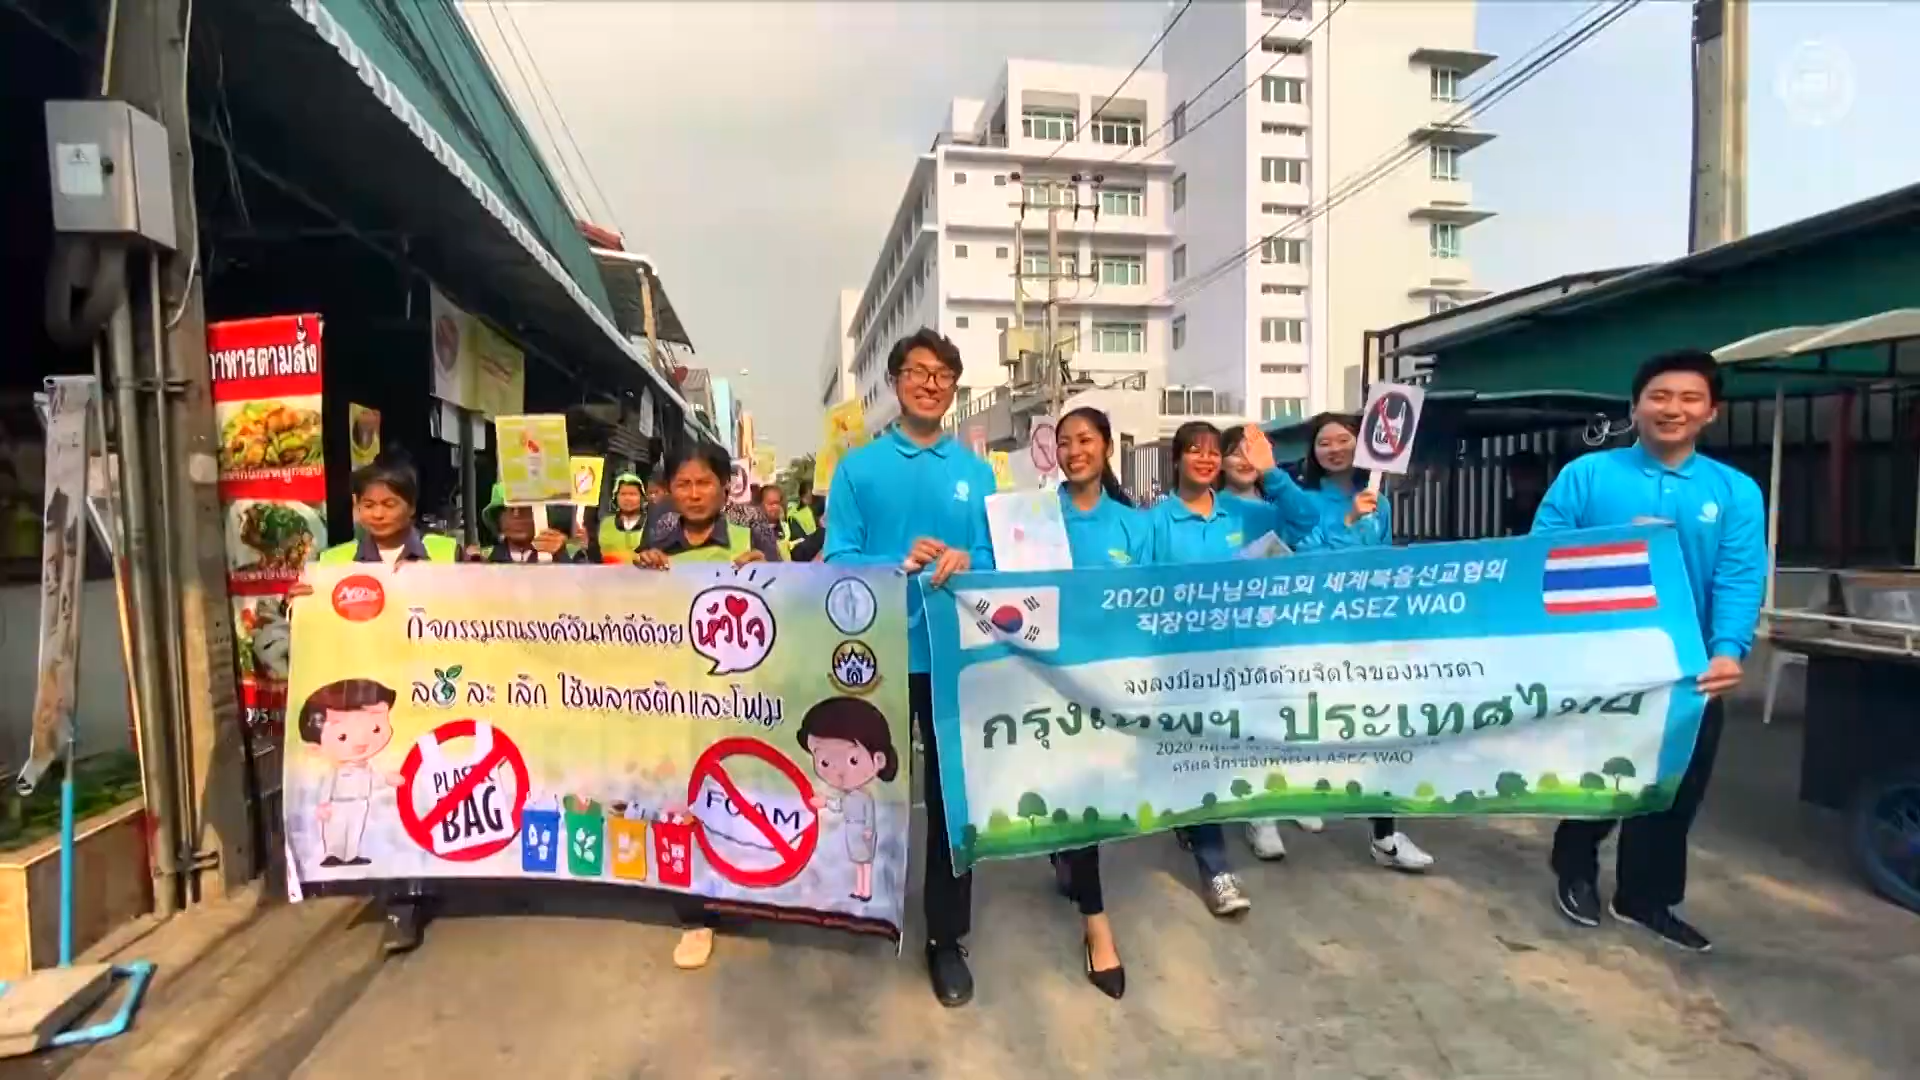 อาหารตามสั่ง
กิจกรรมรณรงค์วันทำดีด้วย หัวใจ
ลด ละ เลิก ใช้พลาสติกและโฟม
PLASTIC
BAG
FOAM
2020 하나님의교회 세계복음선교협회
직장인청년봉사단 ASEZ WAO
จงลงมือปฏิบัติด้วยจิตใจของมารดา
กรุงเทพฯ, ประเทศไทย
2020
ASEZ WAO